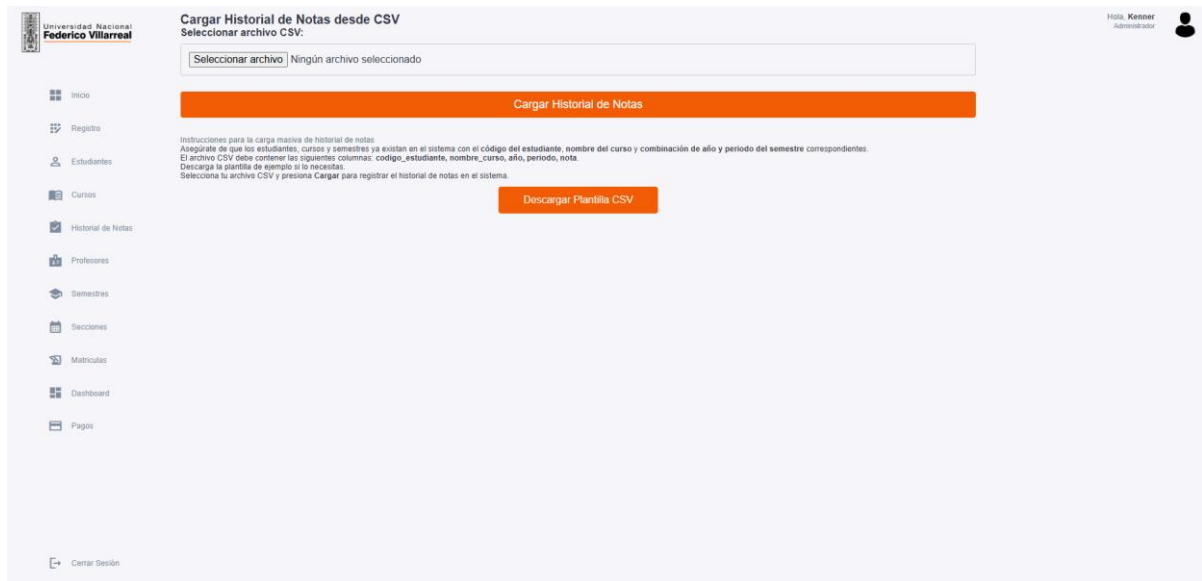 Universidad Nacional
Federico Villarreal
Cargar Historial de Notas desde CSV
Seleccionar archivo CSV:
Seleccionar archivo Ningún archivo seleccionado
Hola, Kenner
Administrador
Inicio
Registro
Estudiantes
Cursos
Historial de Notas
Profesores
Semestres
Secciones
Matriculas
Dashboard
Pagos
Cerrar Sesión
Cargar Historial de Notas
Instrucciones para la carga masiva de historial de notas
Asegúrate de que los estudiantes, cursos y semestres ya existan en el sistema con el código del estudiante, nombre del curso y combinación de año y periodo del semestre correspondientes.
El archivo CSV debe contener las siguientes columnas: codigo_estudiante, nombre_curso, año, periodo, nota.
Descarga la plantilla de ejemplo si lo necesitas.
Selecciona tu archivo CSV y presiona Cargar para registrar el historial de notas en el sistema.
Descargar Plantilla CSV